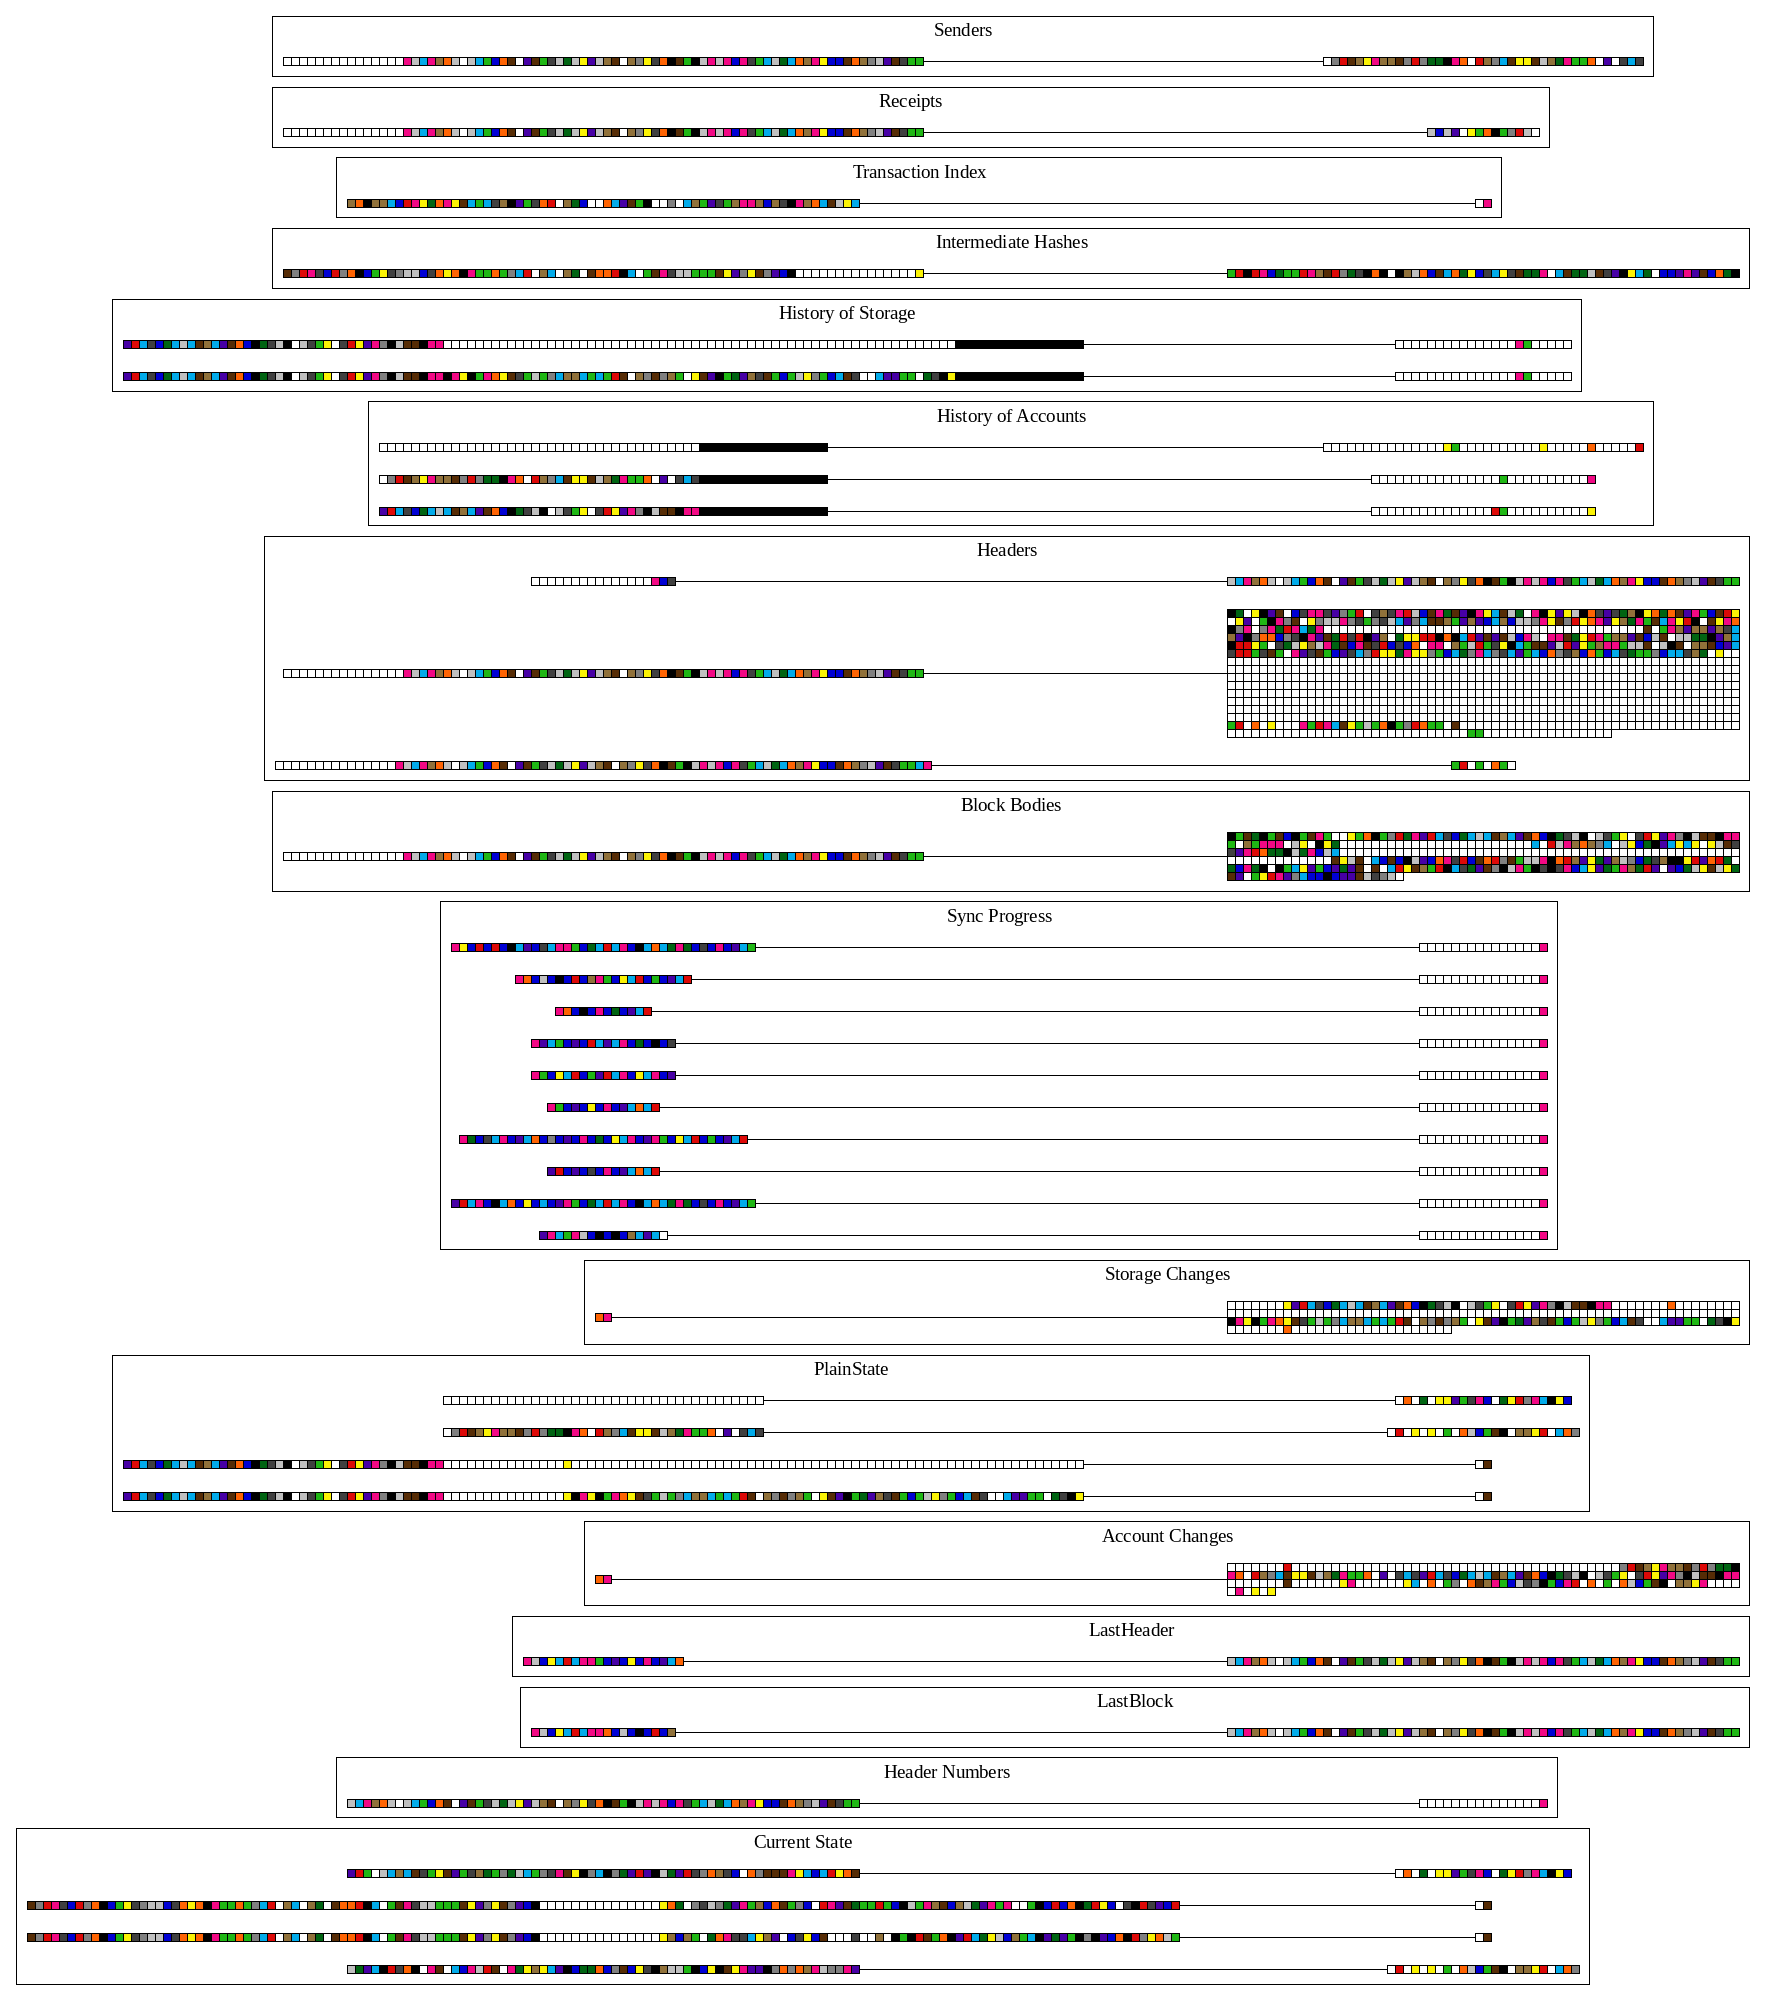 Senders
Receipts
Transaction Index
Intermediate Hashes
History of Storage
History of Accounts
Headers
Block Bodies
Sync Progress
Storage Changes
PlainState
Account Changes
LastHeader
LastBlock
Header Numbers
Current State